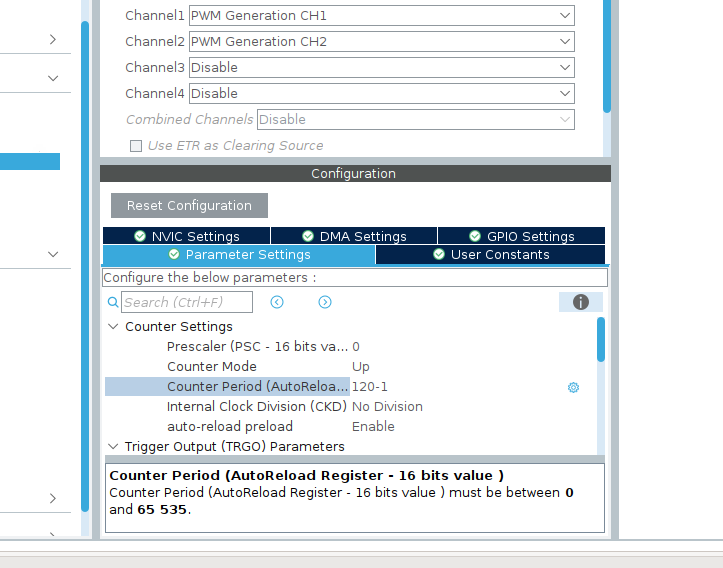 Channel1 PWM Generation CH1
Channel2 PWM Generation CH2
Channel3 Disable
Channel4 Disable
Combined Channels Disable
Use ETR as Clearing Source
Configuration
Reset Configuration
NVIC Settings DMA Settings GPIO Settings
Parameter Settings User Constants
Configure the below parameters :
Search (Ctrl+F)
Counter Settings
Prescaler (PSC - 16 bits va... 0
Counter Mode Up
Counter Period (AutoReloa... 120-1
Internal Clock Division (CKD) No Division
auto-reload preload Enable
Trigger Output (TRGO) Parameters
Counter Period (AutoReload Register - 16 bits value )
Counter Period (AutoReload Register - 16 bits value ) must be between 0
and 65 535.